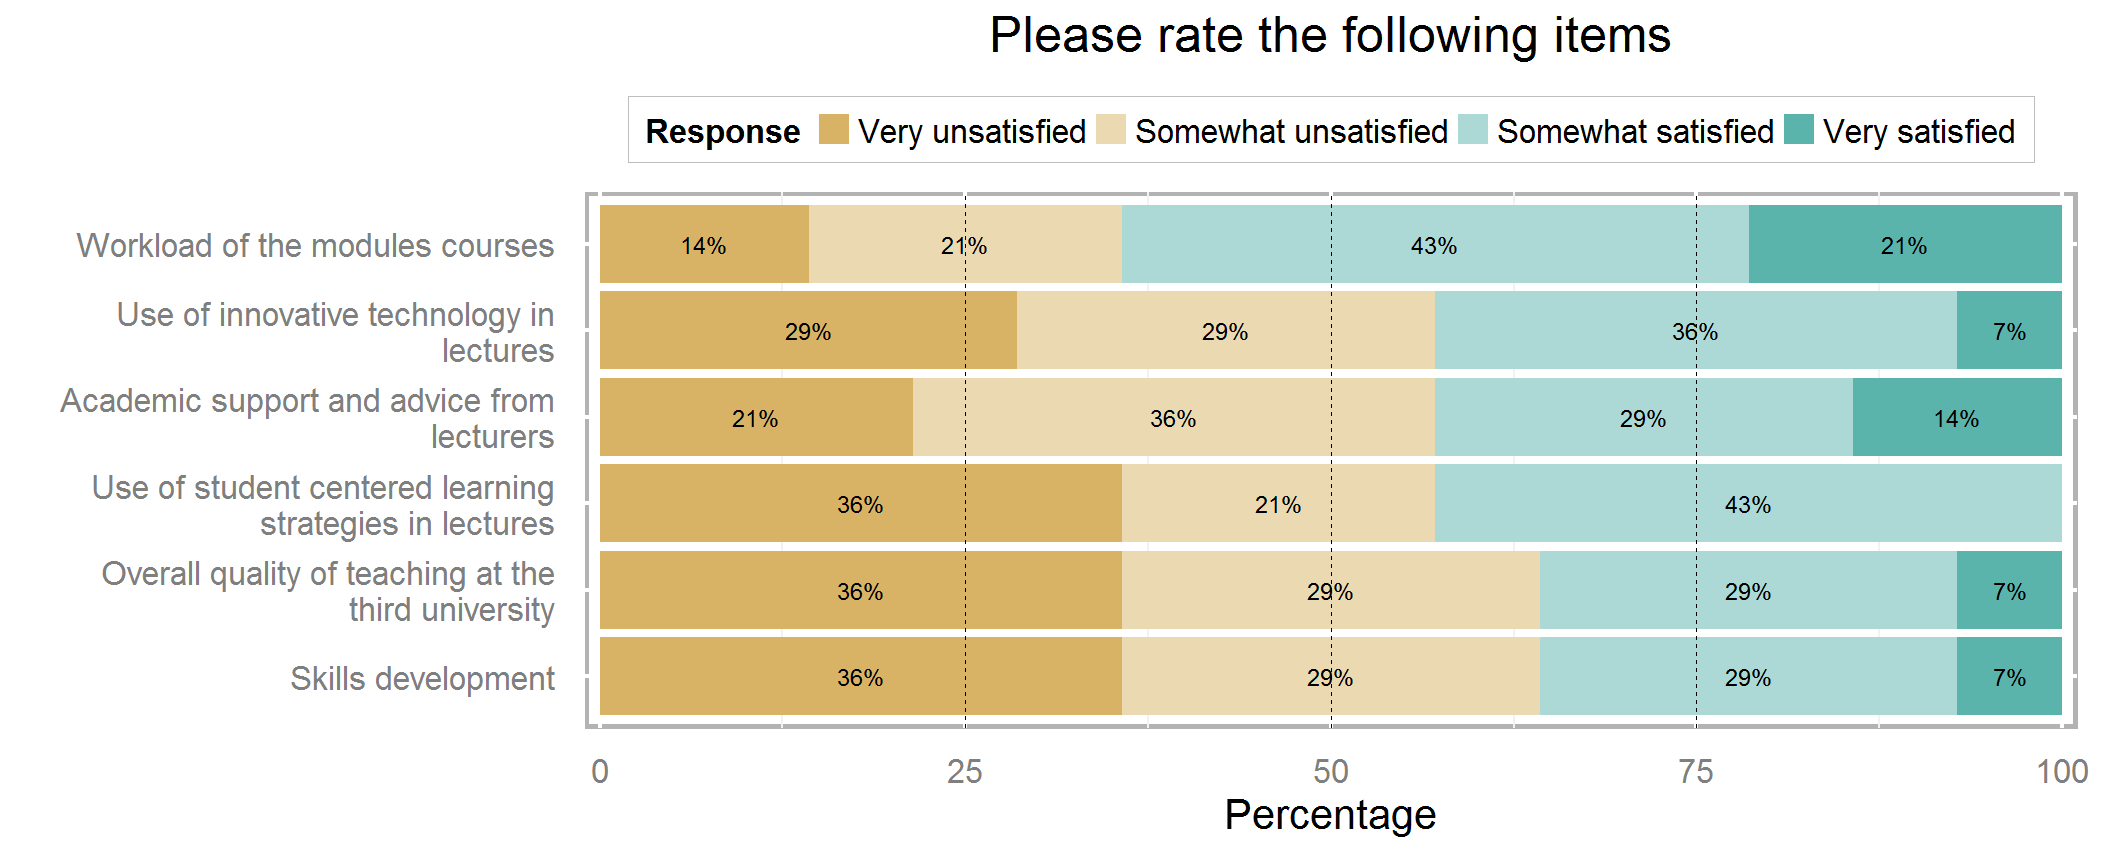 Please rate the following items
Response Very unsatisfied Somewhat unsatisfied Somewhat satisfied Very satisfied
Workload of the modules courses
14% 21% 43% 21%
Use of innovative technology in
lectures
29% 29% 36% 7%
Academic support and advice from
lecturers
21% 36% 29% 14%
Use of student centered learning
strategies in lectures
36% 21% 43%
Overall quality of teaching at the
third university
36% 29% 29% 7%
Skills development
36% 29% 29% 7%
0 25 50 75 100
Percentage